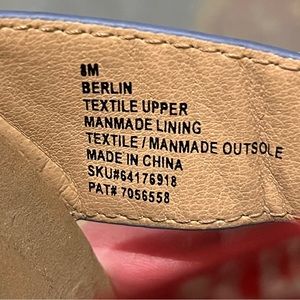 8M
BERLIN
TEXTILE UPPER
MANMADE LINING
TEXTILE / MANMADE OUTSOLE
MADE IN CHINA
SKU#64176918
PAT# 7056558